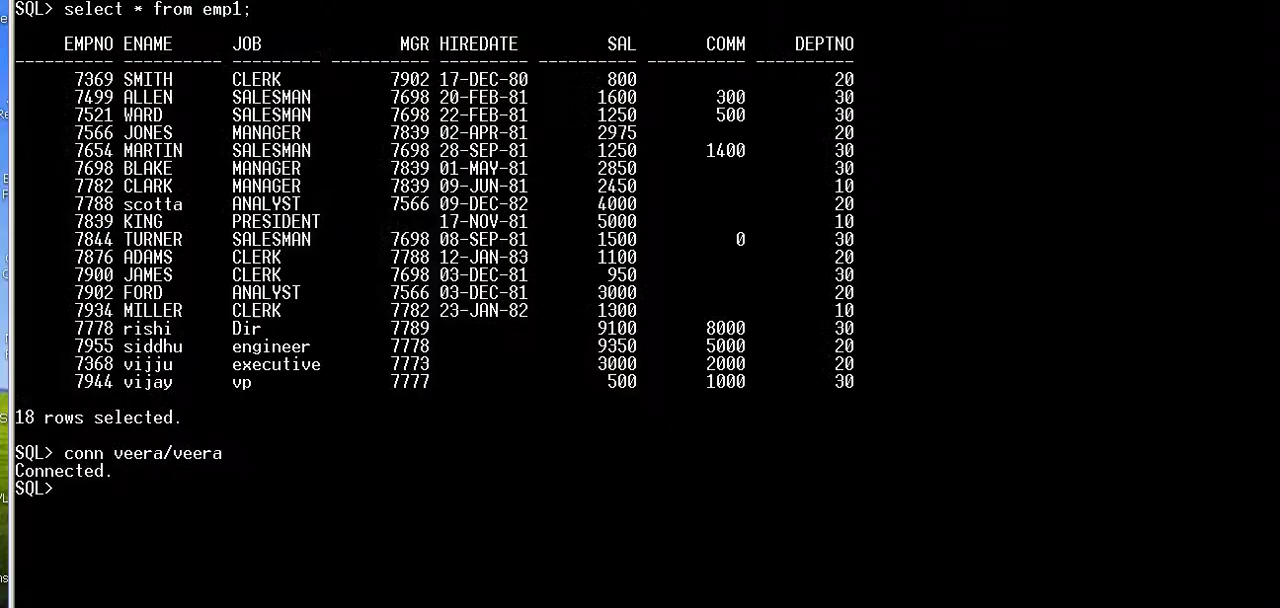 SQL> select * from emp1;
EMPNO ENAME JOB MGR HIREDATE SAL COMM DEPTNO
---------- ---------- --------- ---------- --------- ---------- ---------- ----------
7369 SMITH CLERK 7902 17-DEC-80 800 20
7499 ALLEN SALESMAN 7698 20-FEB-81 1600 300 30
7521 WARD SALESMAN 7698 22-FEB-81 1250 500 30
7566 JONES MANAGER 7839 02-APR-81 2975 20
7654 MARTIN SALESMAN 7698 28-SEP-81 1250 1400 30
7698 BLAKE MANAGER 7839 01-MAY-81 2850 30
7782 CLARK MANAGER 7839 09-JUN-81 2450 10
7788 scotta ANALYST 7566 09-DEC-82 4000 20
7839 KING PRESIDENT 17-NOV-81 5000 10
7844 TURNER SALESMAN 7698 08-SEP-81 1500 0 30
7876 ADAMS CLERK 7788 12-JAN-83 1100 20
7900 JAMES CLERK 7698 03-DEC-81 950 30
7902 FORD ANALYST 7566 03-DEC-81 3000 20
7934 MILLER CLERK 7782 23-JAN-82 1300 10
7778 rishi Dir 7789 9100 8000 30
7955 siddhu engineer 7778 9350 5000 20
7368 vijju executive 7773 3000 2000 20
7944 vijay vp 7777 500 1000 30
18 rows selected.
SQL> conn veera/veera
Connected.
SQL>